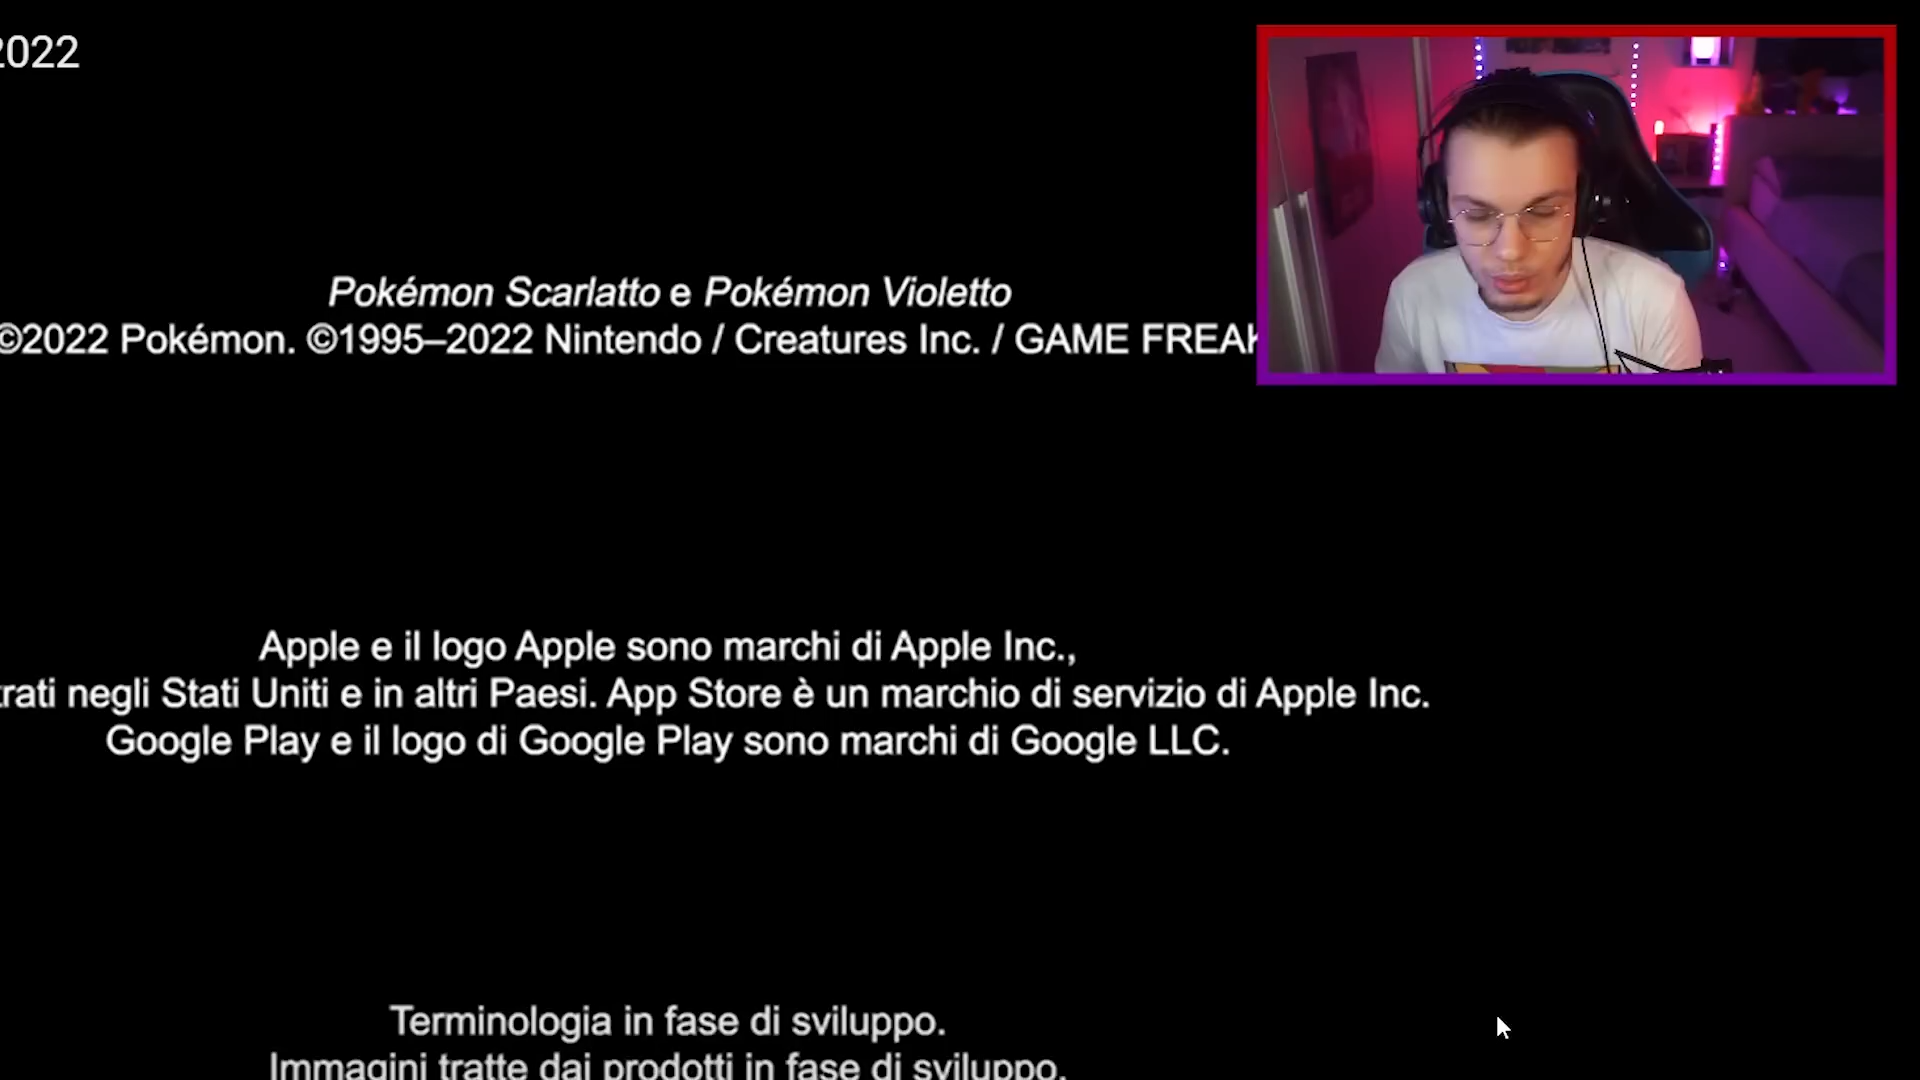 2022
Pokémon Scarlatto e Pokémon Violetto
©2022 Pokémon. ©1995–2022 Nintendo / Creatures Inc. / GAME FREAK
Apple e il logo Apple sono marchi di Apple Inc.,
trati negli Stati Uniti e in altri Paesi. App Store è un marchio di servizio di Apple Inc.
Google Play e il logo di Google Play sono marchi di Google LLC.
Terminologia in fase di sviluppo.
Immagini tratte dai prodotti in fase di sviluppo.